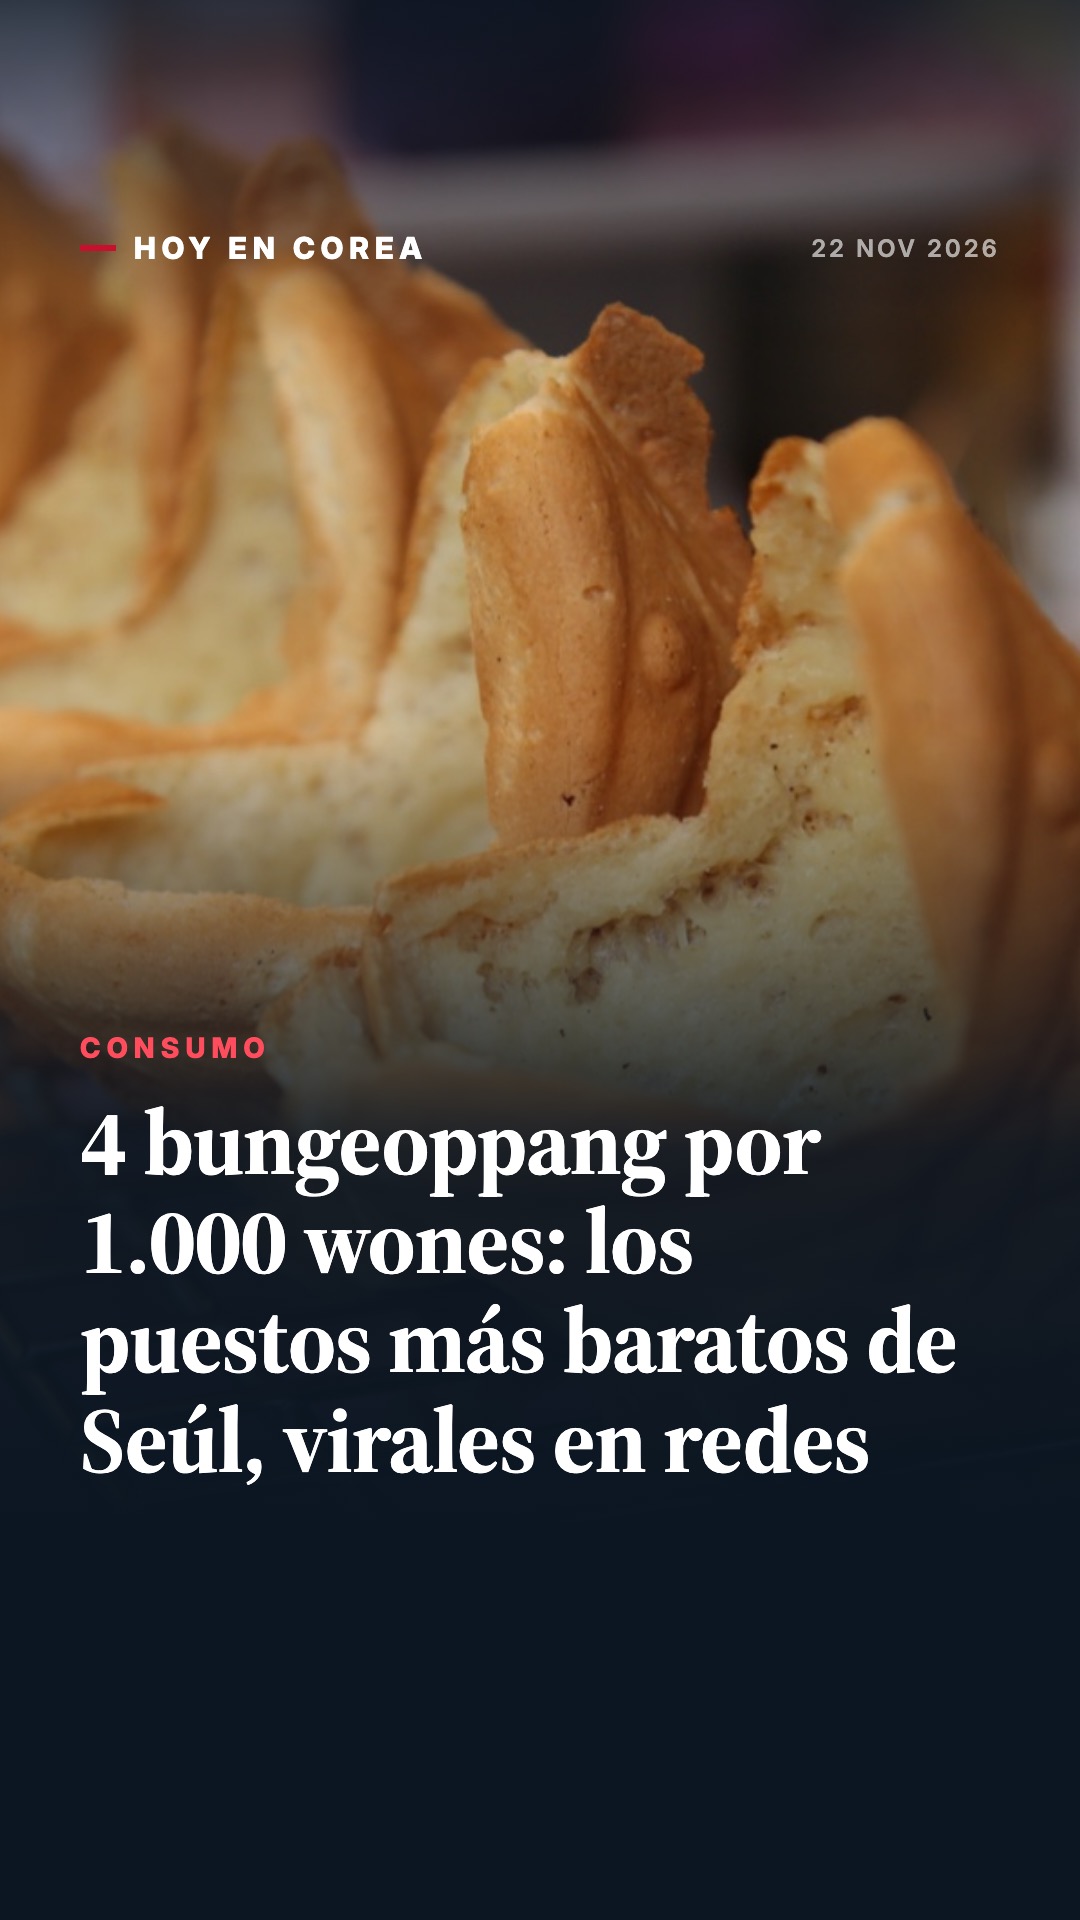 HOY EN COREA
22 NOV 2026
CONSUMO
4 bungeoppang por
1.000 wones: los
puestos más baratos de
Seúl, virales en redes